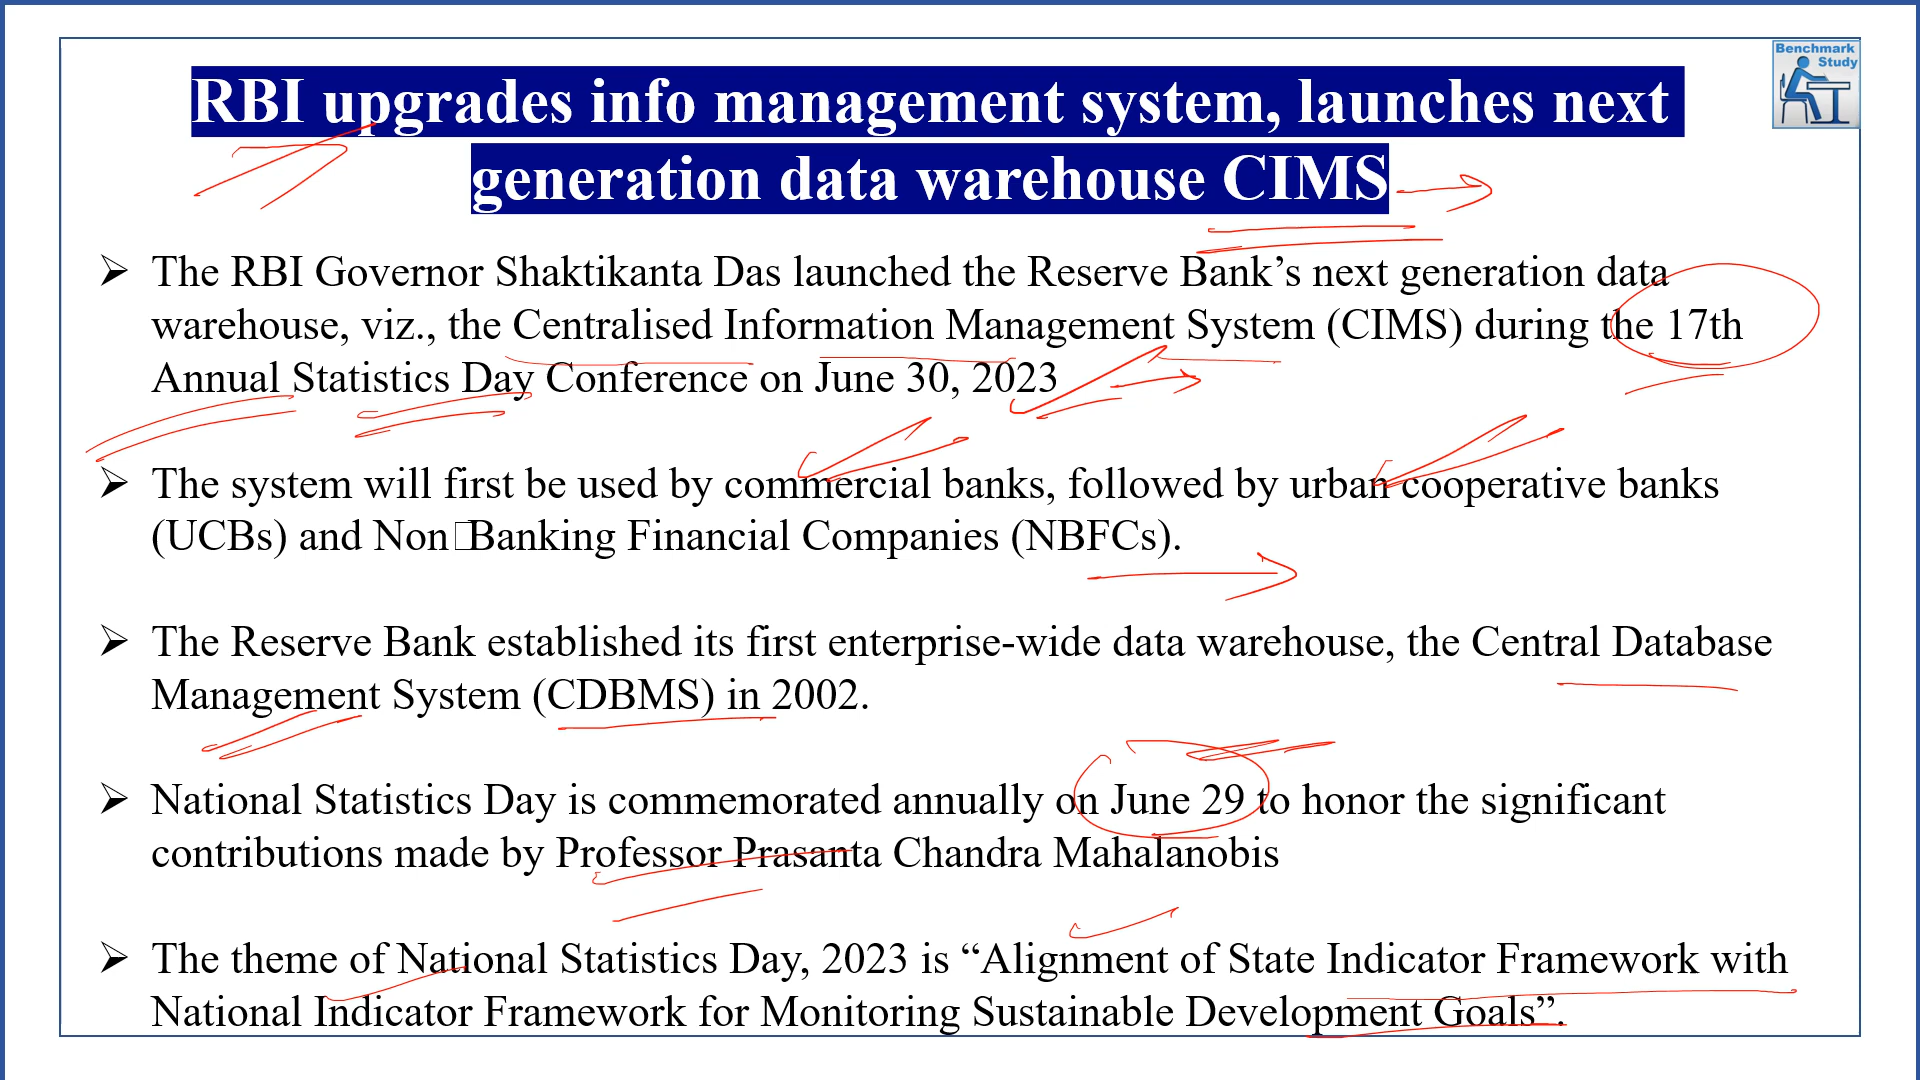 Benchmark
Study
RBI upgrades info management system, launches next
generation data warehouse CIMS
➢ The RBI Governor Shaktikanta Das launched the Reserve Bank’s next generation data
warehouse, viz., the Centralised Information Management System (CIMS) during the 17th
Annual Statistics Day Conference on June 30, 2023
➢ The system will first be used by commercial banks, followed by urban cooperative banks
(UCBs) and Non□Banking Financial Companies (NBFCs).
➢ The Reserve Bank established its first enterprise-wide data warehouse, the Central Database
Management System (CDBMS) in 2002.
➢ National Statistics Day is commemorated annually on June 29 to honor the significant
contributions made by Professor Prasanta Chandra Mahalanobis
➢ The theme of National Statistics Day, 2023 is “Alignment of State Indicator Framework with
National Indicator Framework for Monitoring Sustainable Development Goals”.